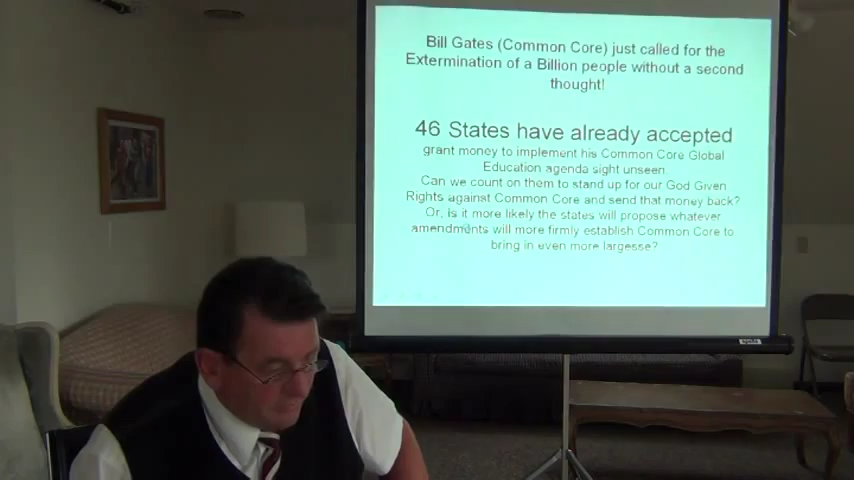 Bill Gates (Common Core) just called for the
Extermination of a Billion people without a second
thought!
46 States have already accepted
grant money to implement his Common Core Global
Education agenda sight unseen.
Can we count on them to stand up for our God Given
Rights against Common Core and send that money back?
Or, is it more likely the states will propose whatever
amendments will more firmly establish Common Core to
bring in even more largesse?